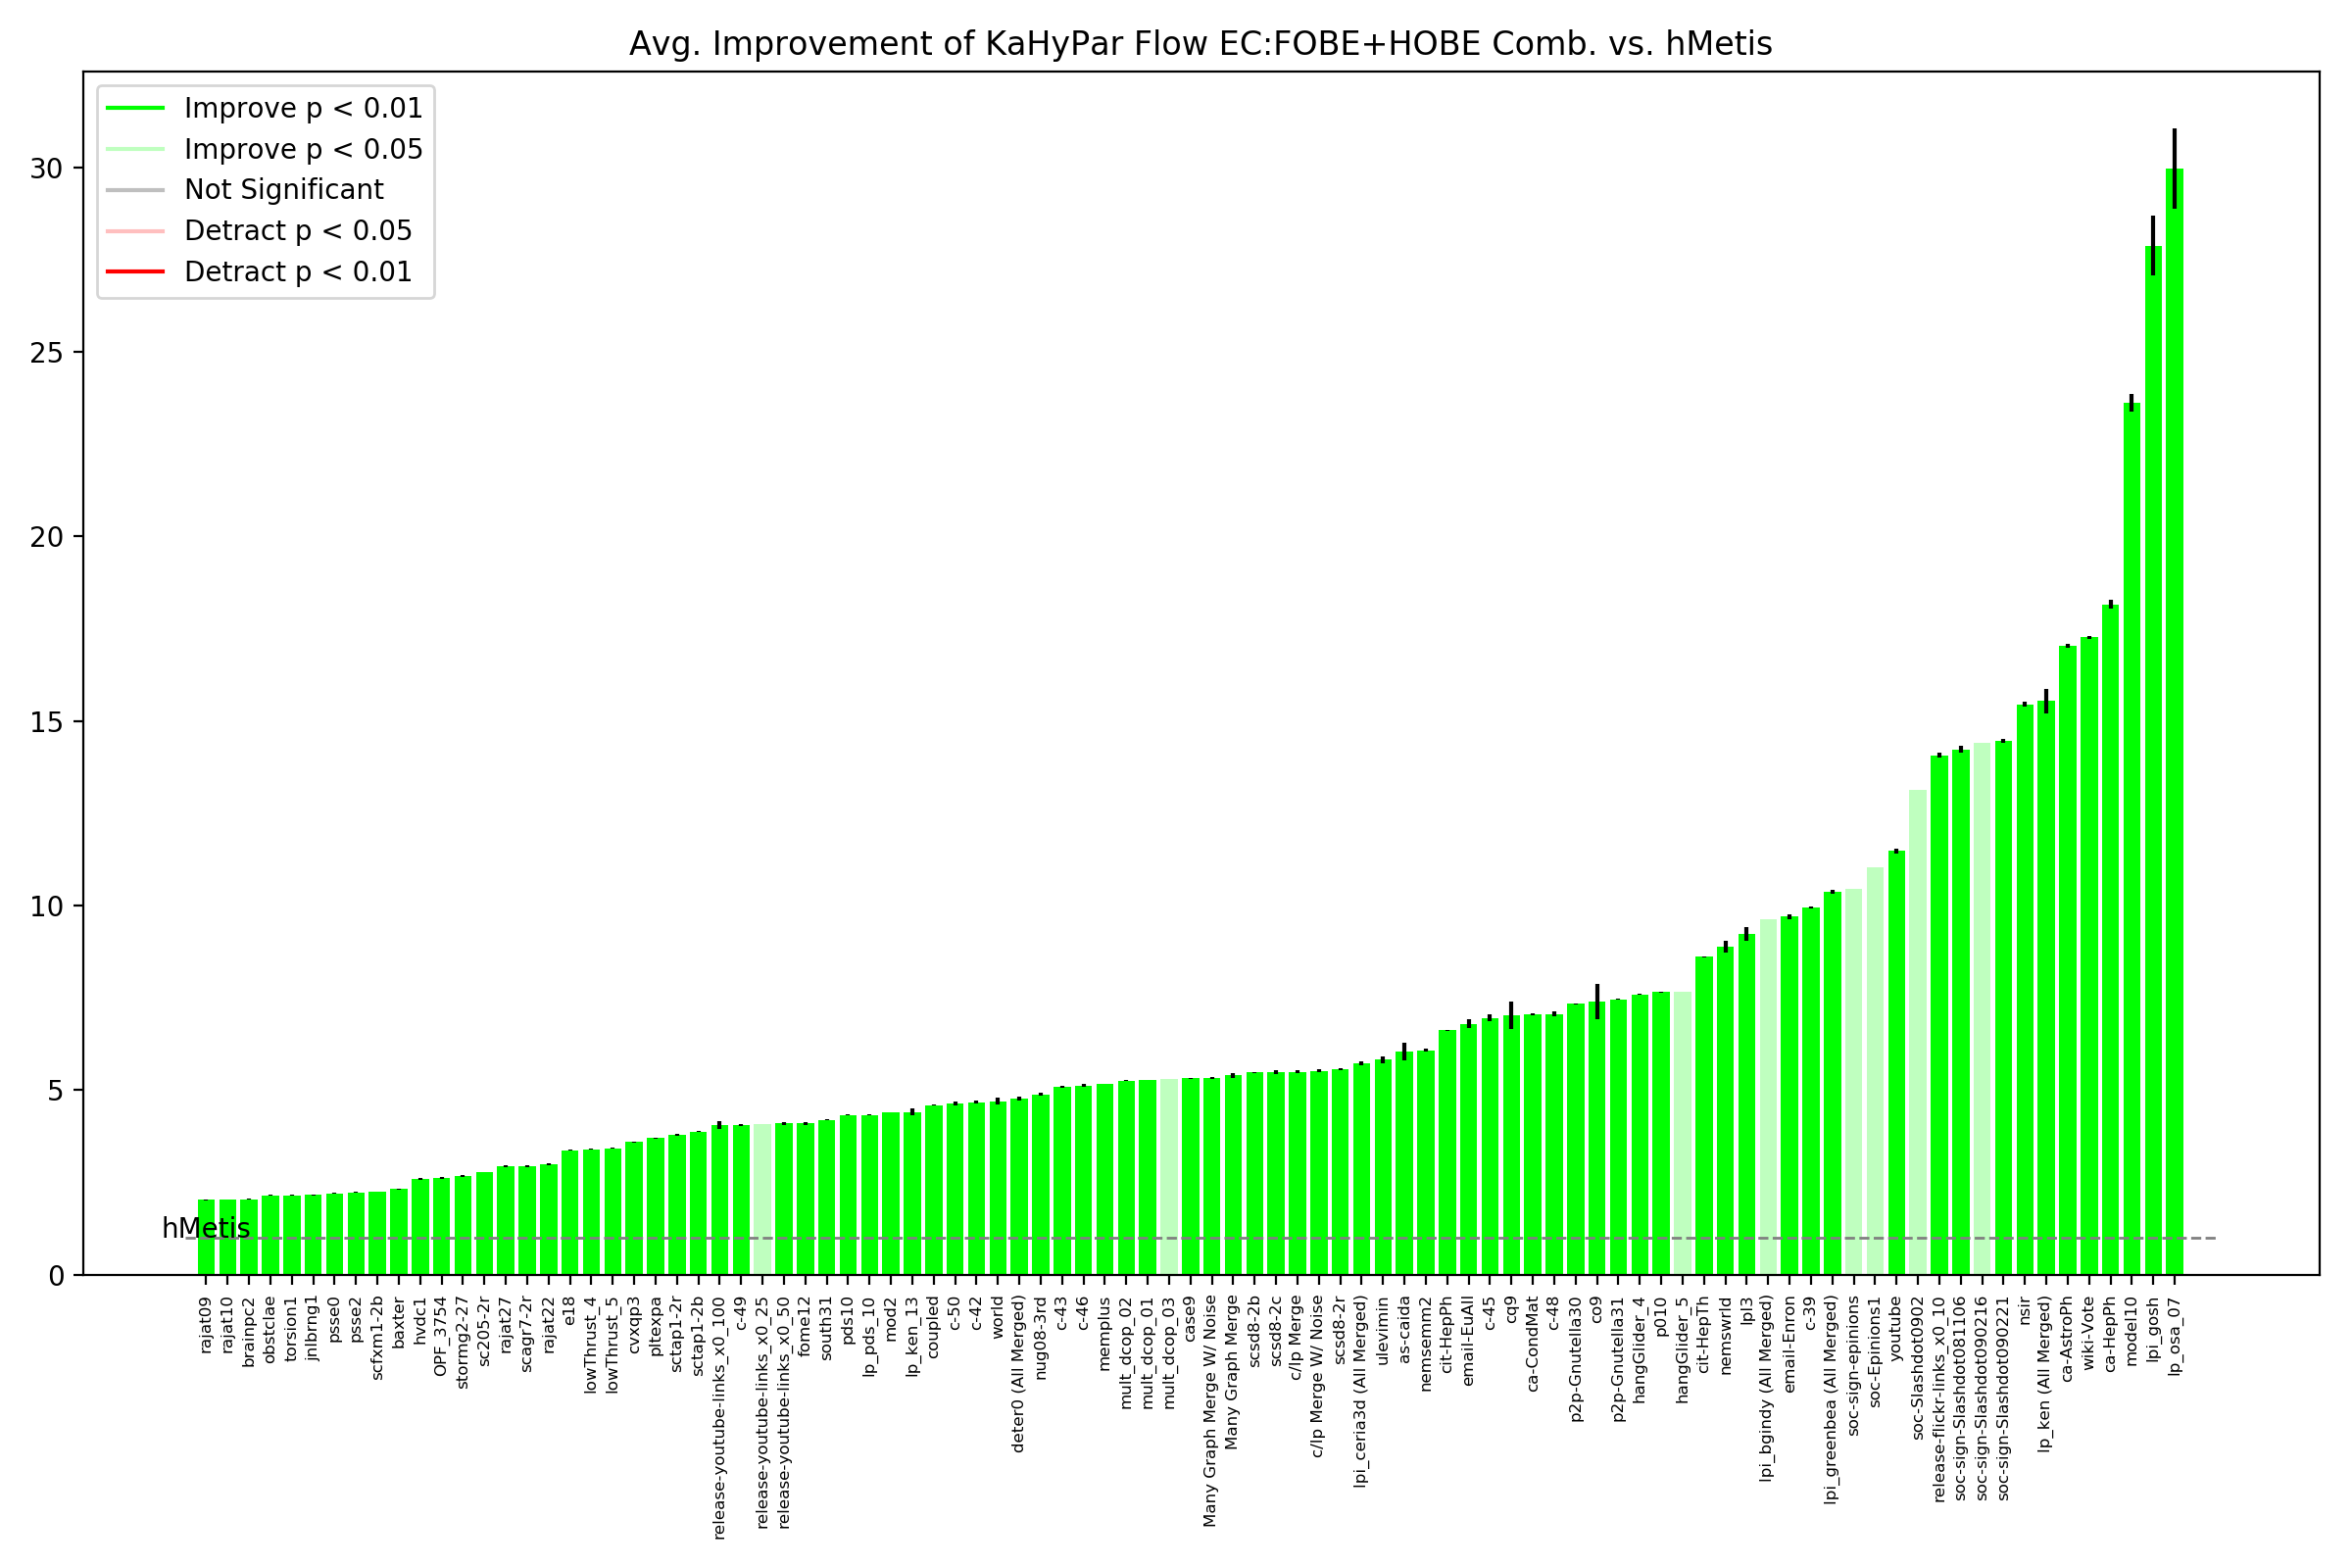 Avg. Improvement of KaHyPar Flow EC:FOBE+HOBE Comb. vs. hMetis
Improve p < 0.01
Improve p < 0.05
Not Significant
Detract p < 0.05
Detract p < 0.01
30
25
20
15
10
5
0
hMetis
rajat09
rajat10
brainpc2
obstclae
torsion1
jnlbrng1
psse0
psse2
scfxm1-2b
baxter
hvdc1
OPF_3754
stormg2-27
sc205-2r
rajat27
scagr7-2r
rajat22
e18
lowThrust_4
lowThrust_5
cvxqp3
pltexpa
sctap1-2r
sctap1-2b
release-youtube-links_x0_100
c-49
release-youtube-links_x0_25
release-youtube-links_x0_50
fome12
south31
pds10
lp_pds_10
mod2
lp_ken_13
coupled
c-50
c-42
world
deter0 (All Merged)
nug08-3rd
c-43
c-46
memplus
mult_dcop_02
mult_dcop_01
mult_dcop_03
case9
Many Graph Merge W/ Noise
Many Graph Merge
scsd8-2b
scsd8-2c
c/lp Merge
c/lp Merge W/ Noise
scsd8-2r
lpi_ceria3d (All Merged)
ulevimin
as-caida
nemsemm2
cit-HepPh
email-EuAll
c-45
cq9
ca-CondMat
c-48
p2p-Gnutella30
co9
p2p-Gnutella31
hangGlider_4
p010
hangGlider_5
cit-HepTh
nemswrld
lpl3
lpi_bgindy (All Merged)
email-Enron
c-39
lpi_greenbea (All Merged)
soc-sign-epinions
soc-Epinions1
youtube
soc-Slashdot0902
release-flickr-links_x0_10
soc-sign-Slashdot081106
soc-sign-Slashdot090216
soc-sign-Slashdot090221
nsir
lp_ken (All Merged)
ca-AstroPh
wiki-Vote
ca-HepPh
model10
lpi_gosh
lp_osa_07